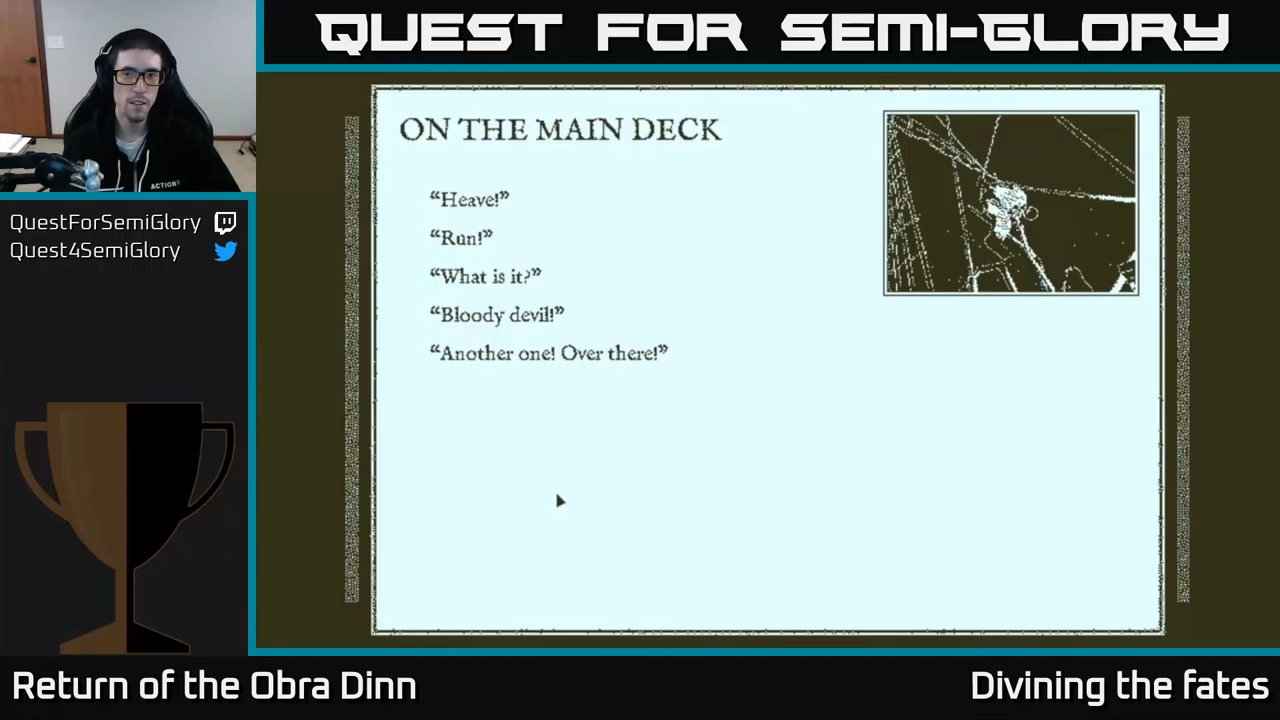 QUEST FOR SEMI-GLORY
ACTION
QuestForSemiGlory
Quest4SemiGlory
ON THE MAIN DECK
“Heave!”
“Run!”
“What is it?”
“Bloody devil!”
“Another one! Over there!”
Return of the Obra Dinn
Divining the fates